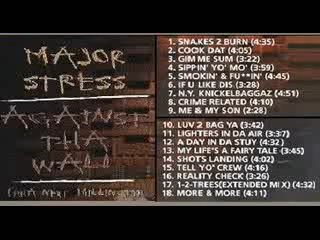 MAJOR
STRESS
AGAINST
THA
WALL
1. SNAKES 2 BURN (4:35)
2. COOK DAT (4:05)
3. GIM ME SUM (3:22)
4. SIPPIN' YO' MO' (3:59)
5. SMOKIN' & FU**IN' (4:45)
6. IF U LIKE DIS (3:28)
7. N.Y. KNICKELBAGGAZ (4:51)
8. CRIME RELATED (4:10)
9. ME & MY SON (2:38)
10. LUV 2 BAG YA (3:42)
11. LIGHTERS IN DA AIR (3:37)
12. A DAY IN DA STUY (4:32)
13. MY LIFE'S A FAIRY TALE (3:45)
14. SHOTS LANDING (4:02)
15. TELL YO' CREW (4:16)
16. REALITY CHECK (3:26)
17. 1-2-TREES(EXTENDED MIX) (4:32)
18. MORE & MORE (4:11)